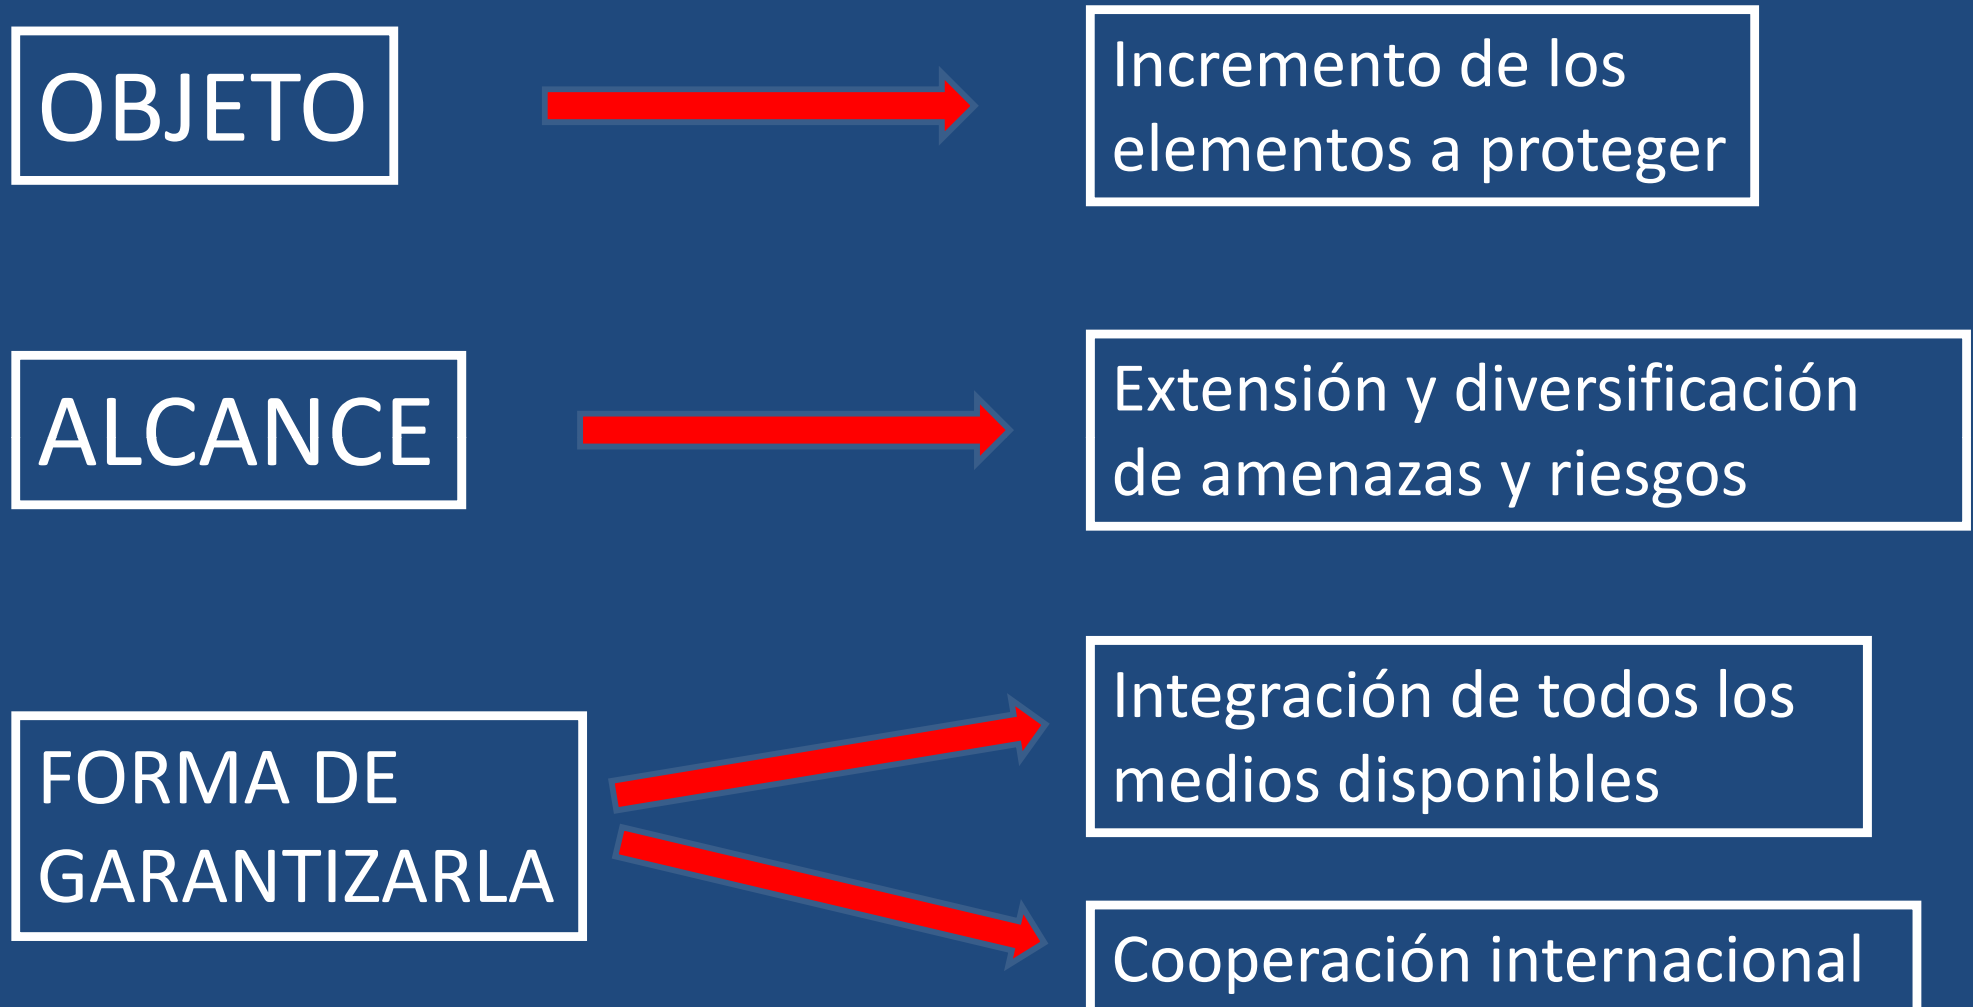 OBJETO
Incremento de los
elementos a proteger
ALCANCE
Extensión y diversificación
de amenazas y riesgos
FORMA DE
GARANTIZARLA
Integración de todos los
medios disponibles
Cooperación internacional